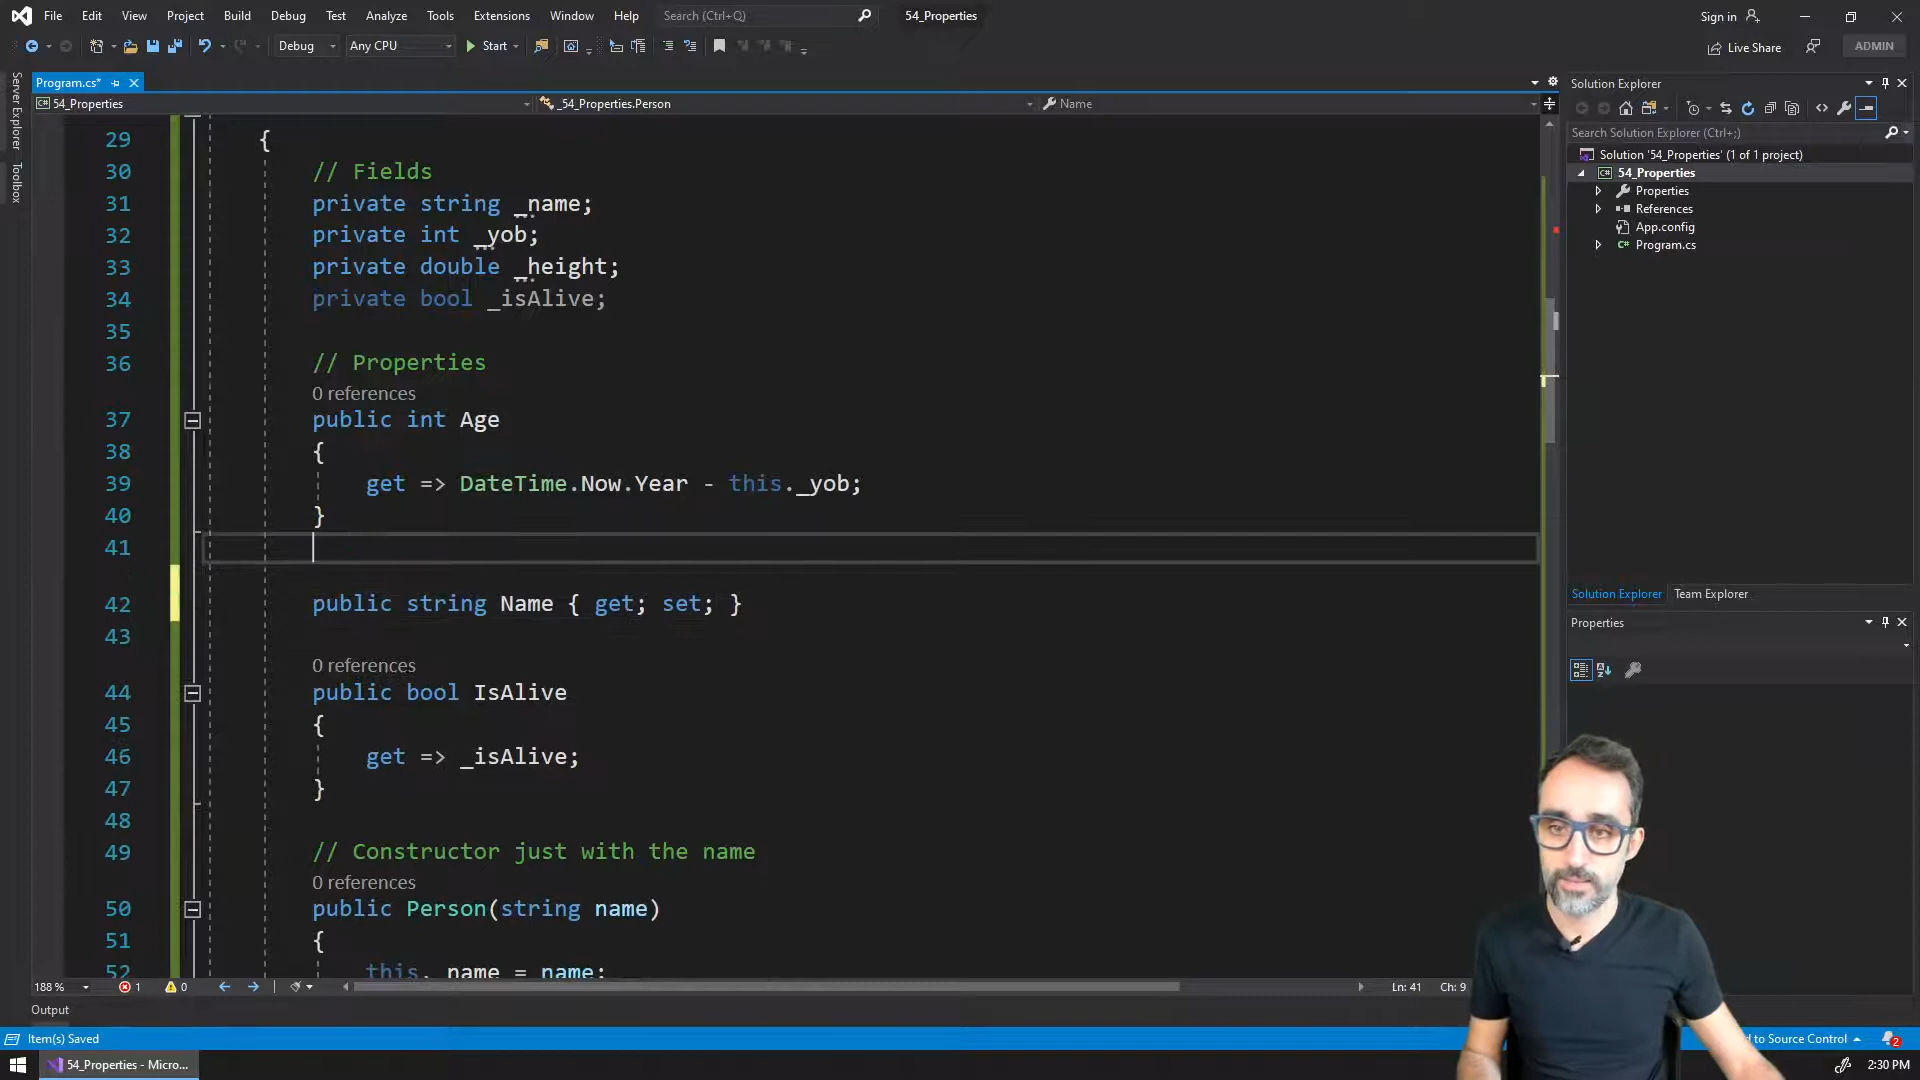 File Edit View Project Build Debug Test Analyze Tools Extensions Window Help Search (Ctrl+Q) 54_Properties Sign in
Debug Any CPU Start Live Share ADMIN
Server Explorer
Toolbox
Program.cs*
54_Properties _54_Properties.Person Name
29 {
30 // Fields
31 private string _name;
32 private int _yob;
33 private double _height;
34 private bool _isAlive;
35
36 // Properties
0 references
37 public int Age
38 {
39 get => DateTime.Now.Year - this._yob;
40 }
41
42 public string Name { get; set; }
43
0 references
44 public bool IsAlive
45 {
46 get => _isAlive;
47 }
48
49 // Constructor just with the name
0 references
50 public Person(string name)
51 {
52 this._name = name;
188 % 1 0 Ln: 41 Ch: 9
Output
Item(s) Saved
Solution Explorer
Search Solution Explorer (Ctrl+;)
Solution '54_Properties' (1 of 1 project)
54_Properties
Properties
References
App.config
Program.cs
Solution Explorer Team Explorer
Properties
d to Source Control 2
54_Properties - Micro... 2:30 PM